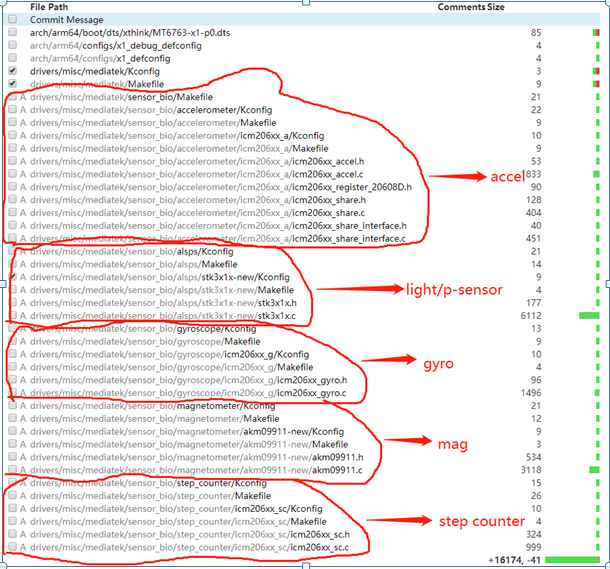 File Path Comments Size
Commit Message
arch/arm64/boot/dts/xthink/MT6763-x1-p0.dts 85
arch/arm64/configs/x1_debug_defconfig 4
arch/arm64/configs/x1_defconfig 4
drivers/misc/mediatek/Kconfig 3
drivers/misc/mediatek/Makefile 9
A drivers/misc/mediatek/sensor_bio/Makefile 21
A drivers/misc/mediatek/sensor_bio/accelerometer/Kconfig 22
A drivers/misc/mediatek/sensor_bio/accelerometer/Makefile 9
A drivers/misc/mediatek/sensor_bio/accelerometer/icm206xx_a/Kconfig 10
A drivers/misc/mediatek/sensor_bio/accelerometer/icm206xx_a/Makefile 9
A drivers/misc/mediatek/sensor_bio/accelerometer/icm206xx_a/icm206xx_accel.h 53
A drivers/misc/mediatek/sensor_bio/accelerometer/icm206xx_a/icm206xx_accel.c accel 1833
A drivers/misc/mediatek/sensor_bio/accelerometer/icm206xx_a/icm206xx_register_20608D.h 90
A drivers/misc/mediatek/sensor_bio/accelerometer/icm206xx_a/icm206xx_share.h 128
A drivers/misc/mediatek/sensor_bio/accelerometer/icm206xx_a/icm206xx_share.c 404
A drivers/misc/mediatek/sensor_bio/accelerometer/icm206xx_a/icm206xx_share_interface.h 40
A drivers/misc/mediatek/sensor_bio/accelerometer/icm206xx_a/icm206xx_share_interface.c 451
A drivers/misc/mediatek/sensor_bio/alsps/Kconfig 21
A drivers/misc/mediatek/sensor_bio/alsps/Makefile 14
A drivers/misc/mediatek/sensor_bio/alsps/stk3x1x-new/Kconfig 9
A drivers/misc/mediatek/sensor_bio/alsps/stk3x1x-new/Makefile light/p-sensor 4
A drivers/misc/mediatek/sensor_bio/alsps/stk3x1x-new/stk3x1x.h 177
A drivers/misc/mediatek/sensor_bio/alsps/stk3x1x-new/stk3x1x.c 6112
A drivers/misc/mediatek/sensor_bio/gyroscope/Kconfig 13
A drivers/misc/mediatek/sensor_bio/gyroscope/Makefile 9
A drivers/misc/mediatek/sensor_bio/gyroscope/icm206xx_g/Kconfig 10
A drivers/misc/mediatek/sensor_bio/gyroscope/icm206xx_g/Makefile gyro 4
A drivers/misc/mediatek/sensor_bio/gyroscope/icm206xx_g/icm206xx_gyro.h 96
A drivers/misc/mediatek/sensor_bio/gyroscope/icm206xx_g/icm206xx_gyro.c 1496
A drivers/misc/mediatek/sensor_bio/magnetometer/Kconfig 21
A drivers/misc/mediatek/sensor_bio/magnetometer/Makefile 12
A drivers/misc/mediatek/sensor_bio/magnetometer/akm09911-new/Kconfig 9
A drivers/misc/mediatek/sensor_bio/magnetometer/akm09911-new/Makefile mag 3
A drivers/misc/mediatek/sensor_bio/magnetometer/akm09911-new/akm09911.h 534
A drivers/misc/mediatek/sensor_bio/magnetometer/akm09911-new/akm09911.c 3118
A drivers/misc/mediatek/sensor_bio/step_counter/Kconfig 15
A drivers/misc/mediatek/sensor_bio/step_counter/Makefile 26
A drivers/misc/mediatek/sensor_bio/step_counter/icm206xx_sc/Kconfig 10
A drivers/misc/mediatek/sensor_bio/step_counter/icm206xx_sc/Makefile step counter 4
A drivers/misc/mediatek/sensor_bio/step_counter/icm206xx_sc/icm206xx_sc.h 324
A drivers/misc/mediatek/sensor_bio/step_counter/icm206xx_sc/icm206xx_sc.c 999
+16174, -41